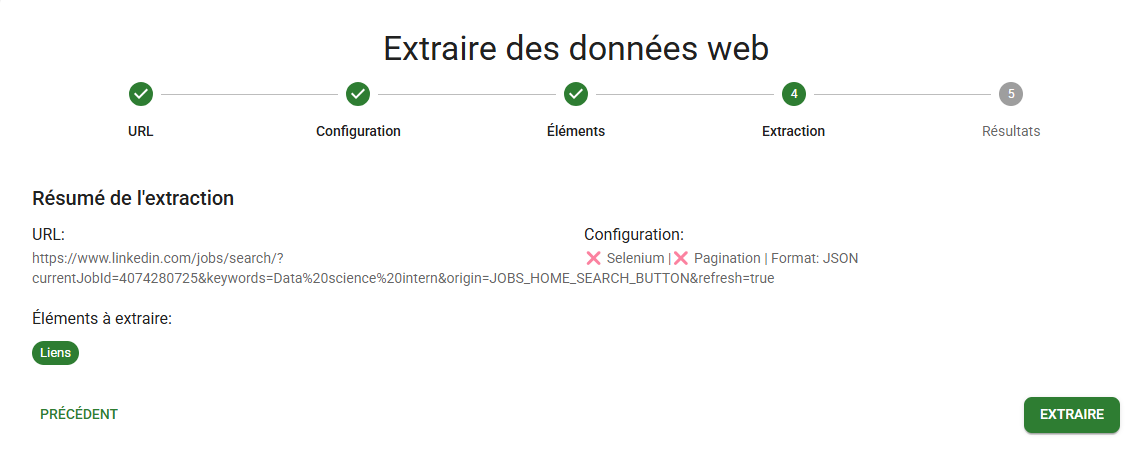 Extraire des données web
4
5
URL
Configuration
Éléments
Extraction
Résultats
Résumé de l'extraction
URL:
https://www.linkedin.com/jobs/search/?
currentJobId=4074280725&keywords=Data%20science%20intern&origin=JOBS_HOME_SEARCH_BUTTON&refresh=true
Configuration:
❌ Selenium | ❌ Pagination | Format: JSON
Éléments à extraire:
Liens
PRÉCÉDENT
EXTRAIRE